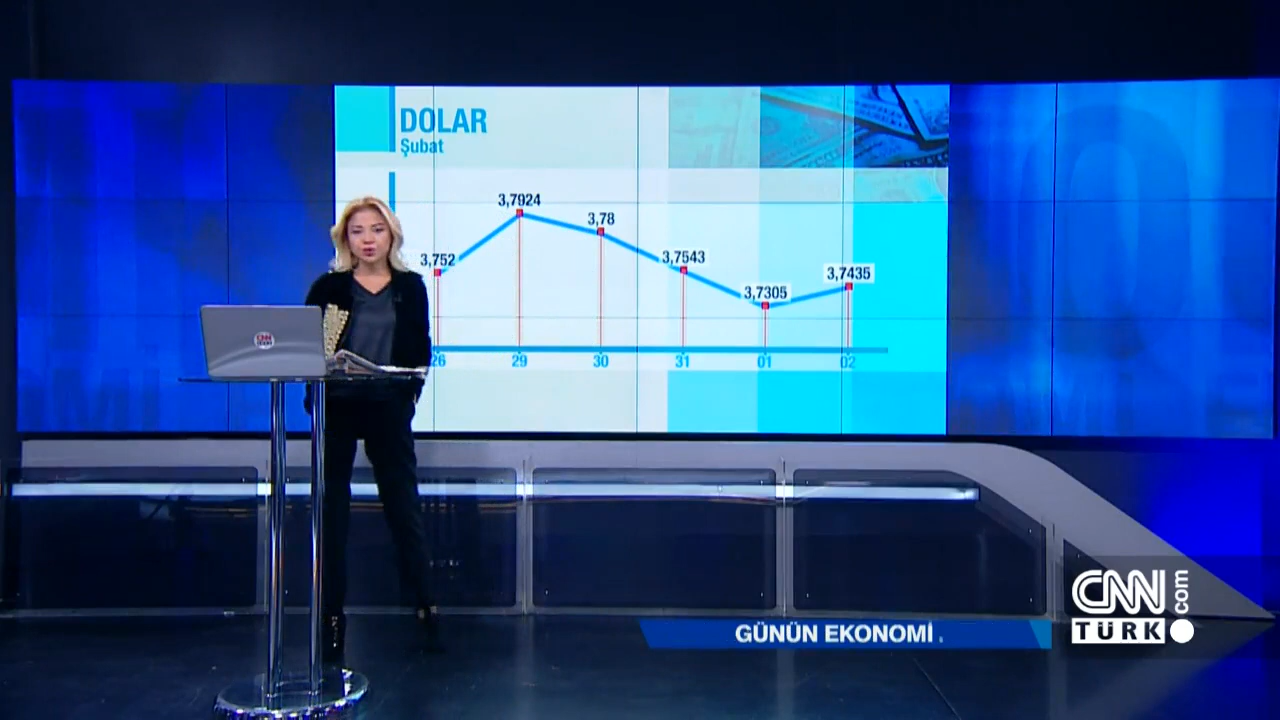 DOLAR
Şubat
3,752
3,7924
3,78
3,7543
3,7305
3,7435
26
29
30
31
01
02
CNN
GÜNÜN EKONOMİ
CNN
TÜRK
.com